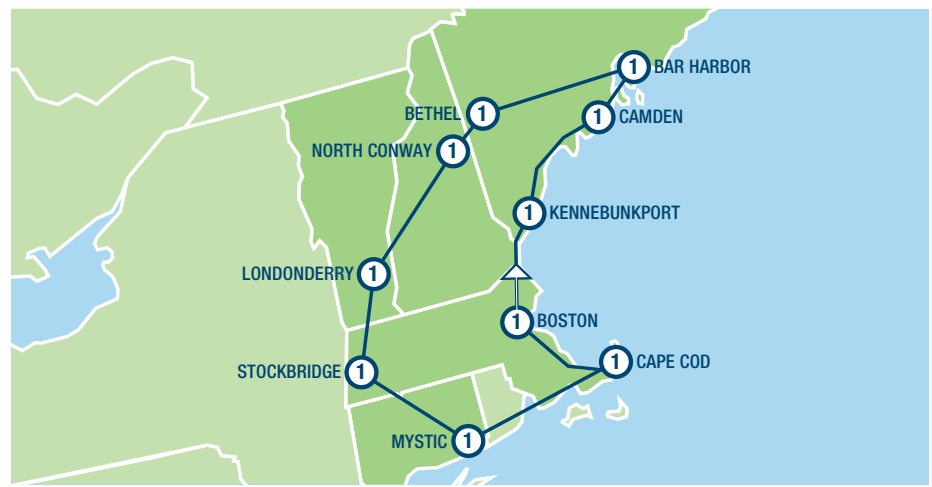 1 BAR HARBOR
BETHEL 1
1 CAMDEN
NORTH CONWAY 1
1 KENNEBUNKPORT
LONDONDERRY 1
1 BOSTON
1 CAPE COD
STOCKBRIDGE 1
MYSTIC 1